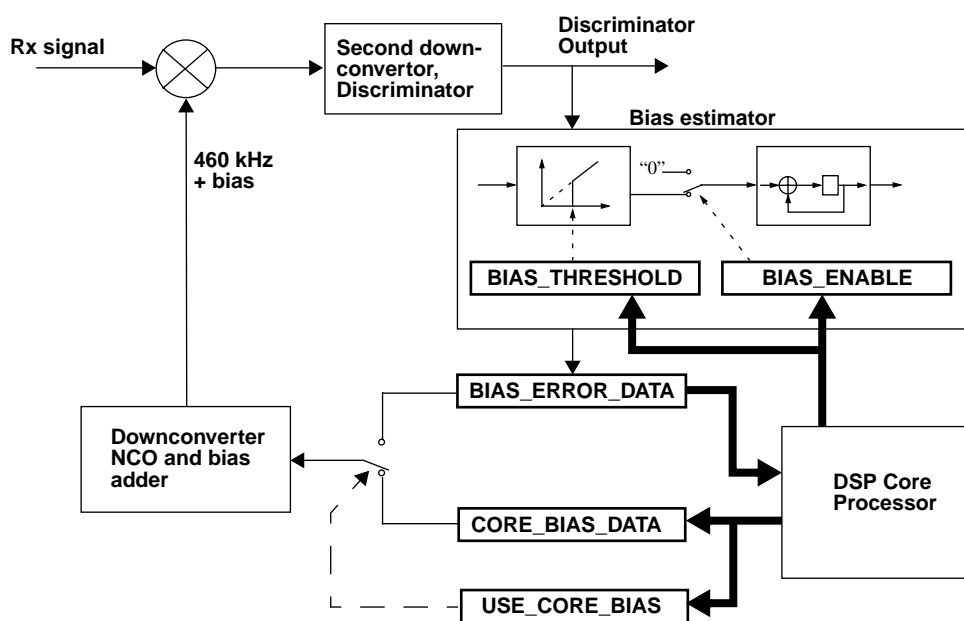 Rx signal
Second down-
convertor,
Discriminator
Discriminator
Output
Bias estimator
460 kHz
+ bias
“0”
BIAS_THRESHOLD
BIAS_ENABLE
BIAS_ERROR_DATA
Downconverter
NCO and bias
adder
DSP Core
Processor
CORE_BIAS_DATA
USE_CORE_BIAS